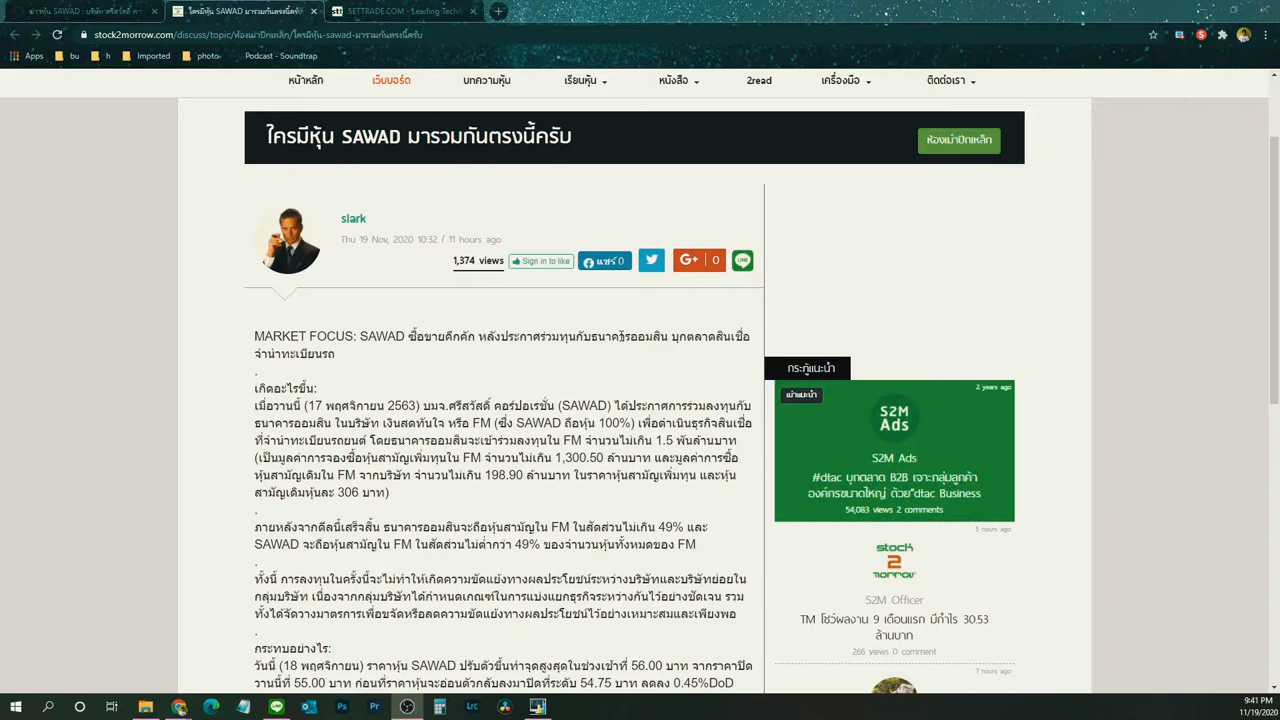 ใครมีหุ้น SAWAD มารวมกันตรงนี้ครับ
SETTRADE.COM - Leading Tech
stock2morrow.com/discuss/topic/ห้องเม่าปีกเหล็ก/ใครมีหุ้น-sawad-มารวมกันตรงนี้ครับ
Apps
bu
h
Imported
photo-
Podcast - Soundtrap
หน้าหลัก
เว็บบอร์ด
บทความหุ้น
เรียนหุ้น
หนังสือ
2read
เครื่องมือ
ติดต่อเรา
ใครมีหุ้น SAWAD มารวมกันตรงนี้ครับ
ห้องเม่าปีกเหล็ก
slark
Thu 19 Nov, 2020 10:32 / 11 hours ago
1,374 views
Sign in to like
แชร์ 0
G+ 0
LINE
MARKET FOCUS: SAWAD ซื้อขายคึกคัก หลังประกาศร่วมทุนกับธนาคารออมสิน บุกตลาดสินเชื่อ
จำนำทะเบียนรถ
.
เกิดอะไรขึ้น:
เมื่อวานนี้ (17 พฤศจิกายน 2563) บมจ.ศรีสวัสดิ์ คอร์ปอเรชั่น (SAWAD) ได้ประกาศการร่วมลงทุนกับ
ธนาคารออมสิน ในบริษัท เงินสดทันใจ หรือ FM (ซึ่ง SAWAD ถือหุ้น 100%) เพื่อดำเนินธุรกิจสินเชื่อ
ที่จำนำทะเบียนรถยนต์ โดยธนาคารออมสินจะเข้าร่วมลงทุนใน FM จำนวนไม่เกิน 1.5 พันล้านบาท
(เป็นมูลค่าการจองซื้อหุ้นสามัญเพิ่มทุนใน FM จำนวนไม่เกิน 1,300.50 ล้านบาท และมูลค่าการซื้อ
หุ้นสามัญเดิมใน FM จากบริษัท จำนวนไม่เกิน 198.90 ล้านบาท ในราคาหุ้นสามัญเพิ่มทุน และหุ้น
สามัญเดิมหุ้นละ 306 บาท)
.
ภายหลังจากดีลนี้เสร็จสิ้น ธนาคารออมสินจะถือหุ้นสามัญใน FM ในสัดส่วนไม่เกิน 49% และ
SAWAD จะถือหุ้นสามัญใน FM ในสัดส่วนไม่ต่ำกว่า 49% ของจำนวนหุ้นทั้งหมดของ FM
.
ทั้งนี้ การลงทุนในครั้งนี้จะไม่ทำให้เกิดความขัดแย้งทางผลประโยชน์ระหว่างบริษัทและบริษัทย่อยใน
กลุ่มบริษัท เนื่องจากกลุ่มบริษัทได้กำหนดเกณฑ์ในการแบ่งแยกธุรกิจระหว่างกันไว้อย่างชัดเจน รวม
ทั้งได้จัดวางมาตรการเพื่อขจัดหรือลดความขัดแย้งทางผลประโยชน์ไว้อย่างเหมาะสมและเพียงพอ
.
กระทบอย่างไร:
วันนี้ (18 พฤศจิกายน) ราคาหุ้น SAWAD ปรับตัวขึ้นทำจุดสูงสุดในช่วงเช้าที่ 56.00 บาท จากราคาปิด
วานนี้ที่ 55.00 บาท ก่อนที่ราคาหุ้นจะอ่อนตัวกลับลงมาปิดที่ระดับ 54.75 บาท ลดลง 0.45%DoD
กระทู้แนะนำ
เม่าแนะนำ
2 years ago
S2M
Ads
S2M Ads
#dtac บุกตลาด B2B เจาะกลุ่มลูกค้า
องค์กรขนาดใหญ่ ด้วย"dtac Business
54,083 views 2 comments
5 hours ago
stock
2
morrow
S2M Officer
TM โชว์ผลงาน 9 เดือนแรก มีกำไร 30.53
ล้านบาท
266 views 0 comment
7 hours ago
9:41 PM
11/19/2020